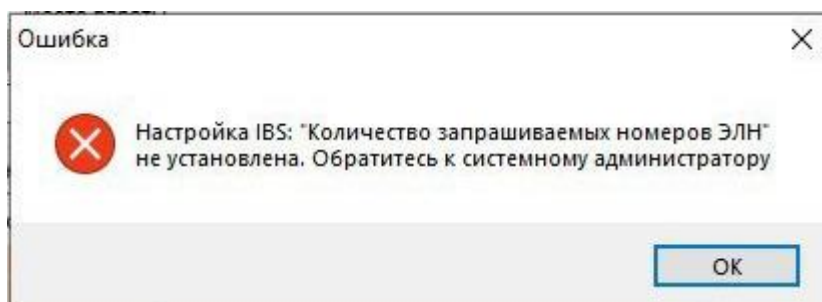 Ошибка
Настройка IBS: "Количество запрашиваемых номеров ЭЛН"
не установлена. Обратитесь к системному администратору
OK